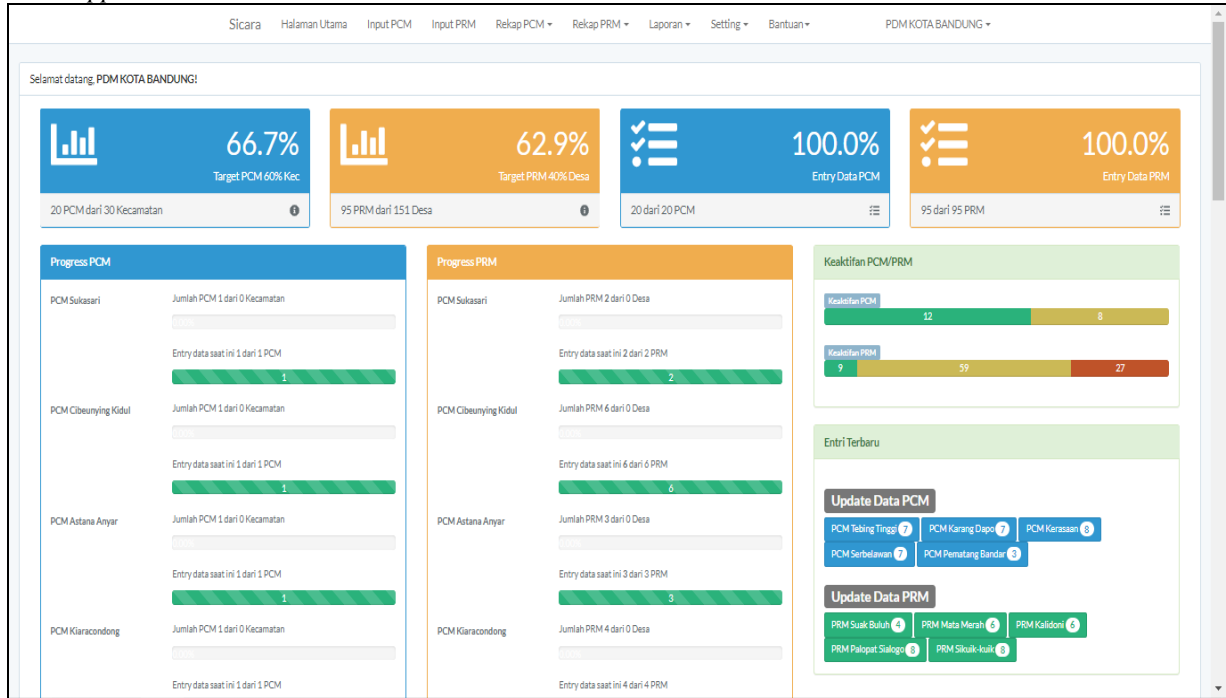 Sicara Halaman Utama Input PCM Input PRM Rekap PCM Rekap PRM Laporan Setting Bantuan PDM KOTA BANDUNG
Selamat datang, PDM KOTA BANDUNG!
66.7%
Target PCM 60% Kec
20 PCM dari 30 Kecamatan
62.9%
Target PRM 40% Desa
95 PRM dari 151 Desa
100.0%
Entry Data PCM
20 dari 20 PCM
100.0%
Entry Data PRM
95 dari 95 PRM
Progress PCM
PCM Sukasari
Jumlah PCM 1 dari 0 Kecamatan
Entry data saat ini 1 dari 1 PCM
1
PCM Cibeunying Kidul
Jumlah PCM 1 dari 0 Kecamatan
Entry data saat ini 1 dari 1 PCM
1
PCM Astana Anyar
Jumlah PCM 1 dari 0 Kecamatan
Entry data saat ini 1 dari 1 PCM
1
PCM Kiaracondong
Jumlah PCM 1 dari 0 Kecamatan
Entry data saat ini 1 dari 1 PCM
Progress PRM
PCM Sukasari
Jumlah PRM 2 dari 0 Desa
Entry data saat ini 2 dari 2 PRM
2
PCM Cibeunying Kidul
Jumlah PRM 6 dari 0 Desa
Entry data saat ini 6 dari 6 PRM
6
PCM Astana Anyar
Jumlah PRM 3 dari 0 Desa
Entry data saat ini 3 dari 3 PRM
3
PCM Kiaracondong
Jumlah PRM 4 dari 0 Desa
Entry data saat ini 4 dari 4 PRM
Keaktifan PCM/PRM
Keaktifan PCM
12 8
Keaktifan PRM
9 59 27
Entri Terbaru
Update Data PCM
PCM Tebing Tinggi 7 PCM Karang Dapo 7 PCM Kerasaan 8
PCM Serbelawan 7 PCM Pematang Bandar 3
Update Data PRM
PRM Suak Buluh 4 PRM Mata Merah 6 PRM Kalidoni 6
PRM Palopat Sialogo 8 PRM Sikuik-kuik 8